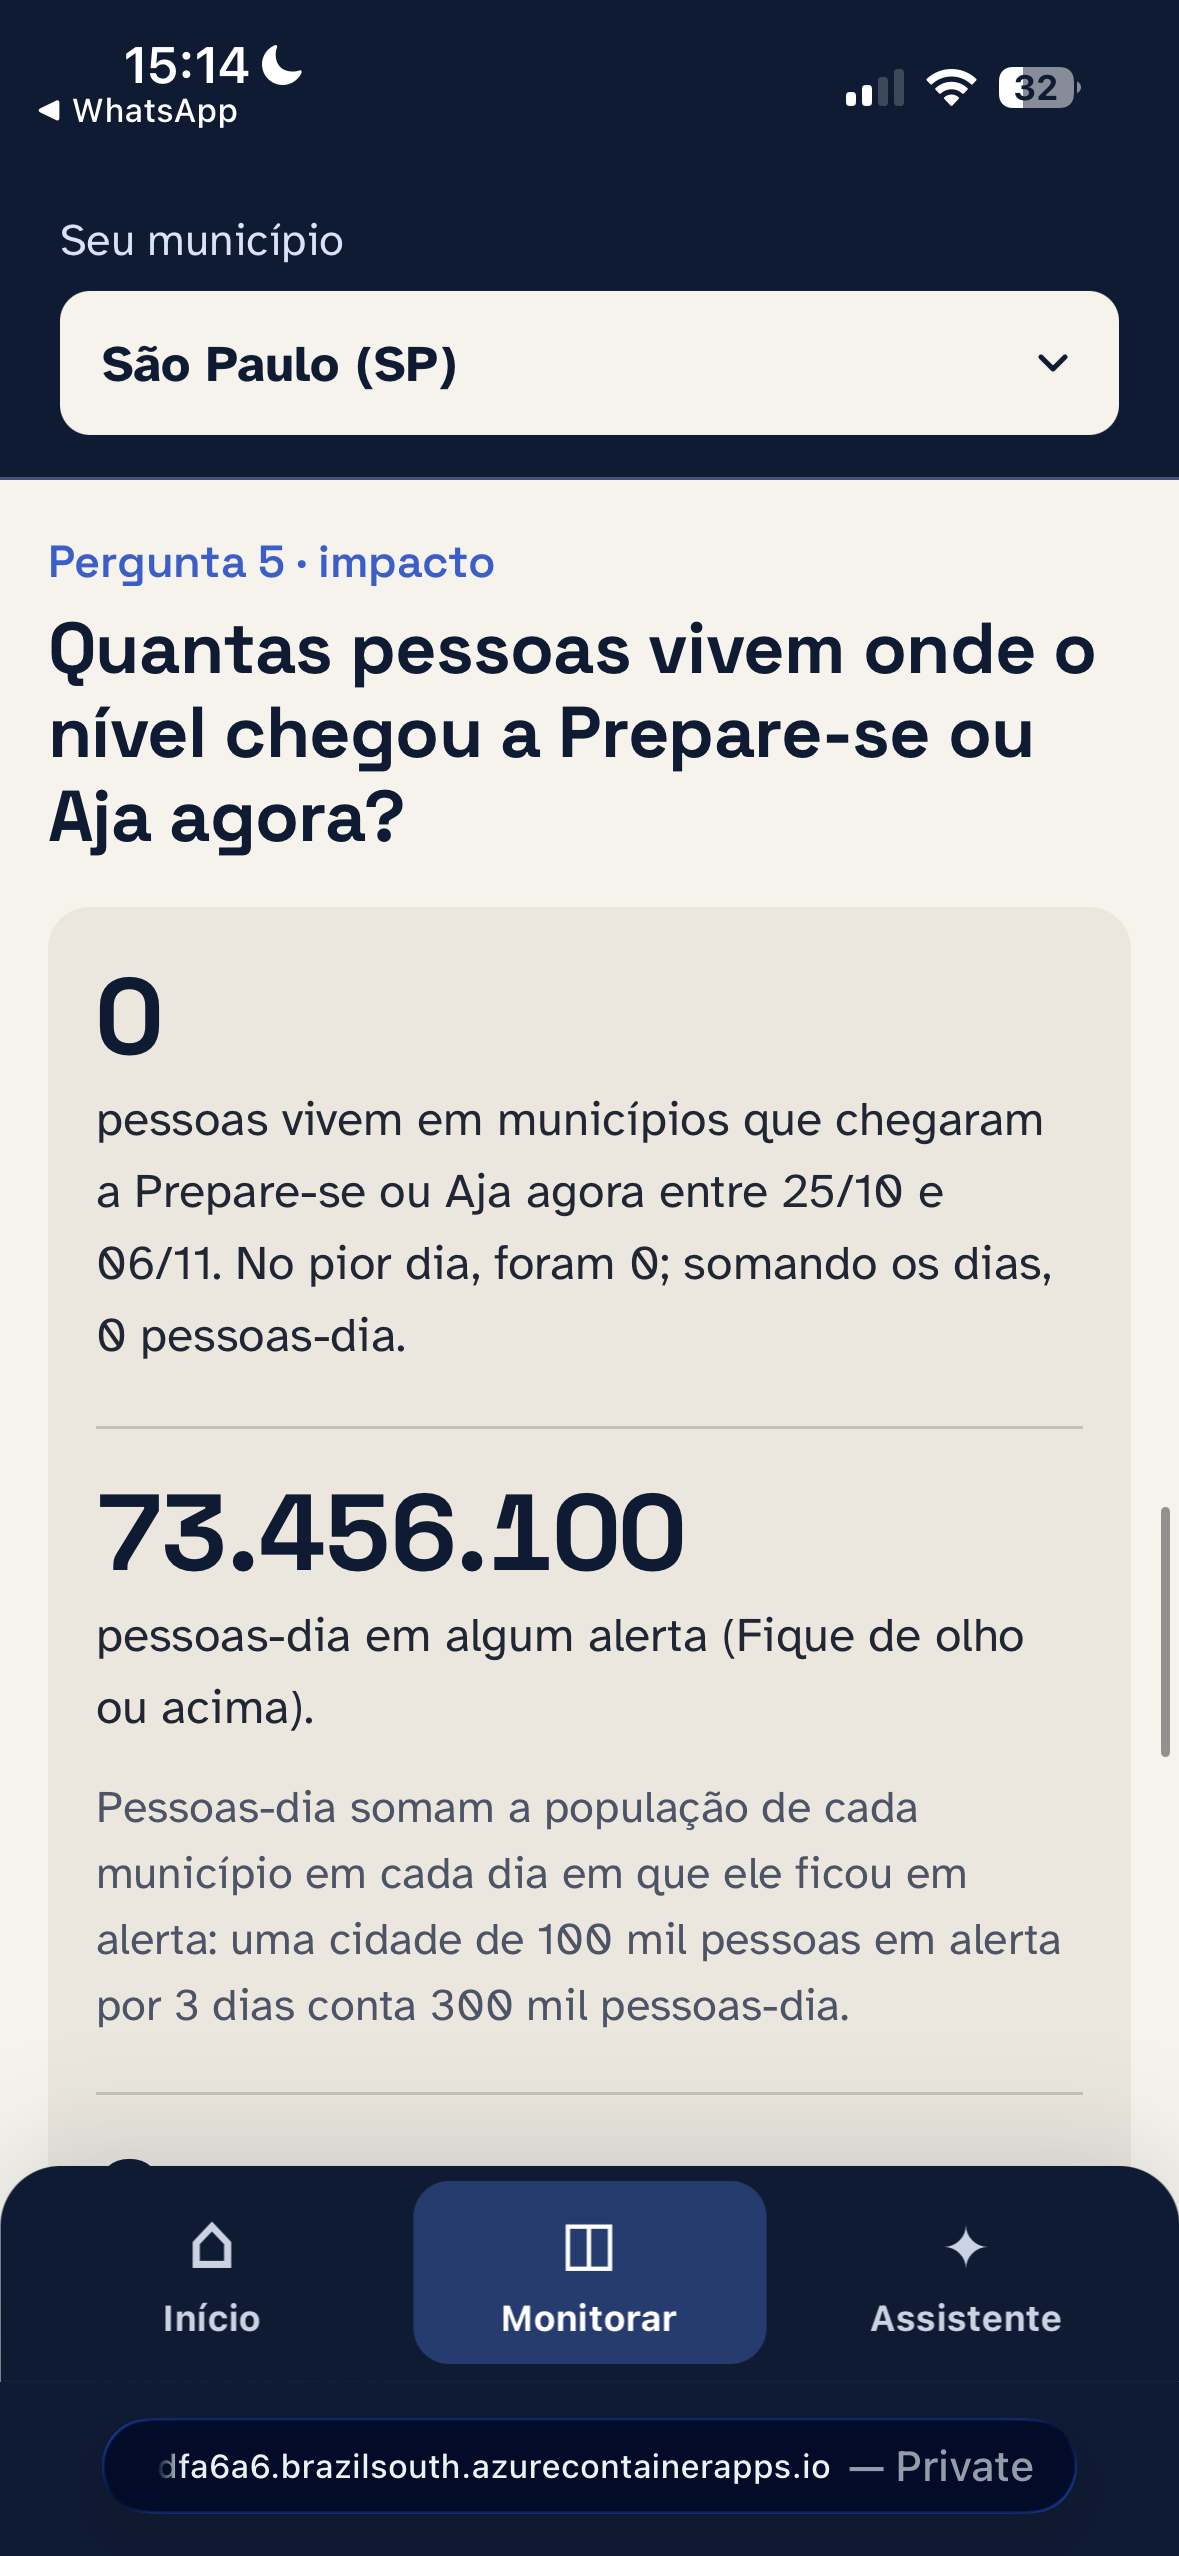 15:14
WhatsApp
32
Seu município
São Paulo (SP)
Pergunta 5 · impacto
Quantas pessoas vivem onde o
nível chegou a Prepare-se ou
Aja agora?
0
pessoas vivem em municípios que chegaram
a Prepare-se ou Aja agora entre 25/10 e
06/11. No pior dia, foram 0; somando os dias,
0 pessoas-dia.
73.456.100
pessoas-dia em algum alerta (Fique de olho
ou acima).
Pessoas-dia somam a população de cada
município em cada dia em que ele ficou em
alerta: uma cidade de 100 mil pessoas em alerta
por 3 dias conta 300 mil pessoas-dia.
Início
Monitorar
Assistente
dfa6a6.brazilsouth.azurecontainerapps.io — Private